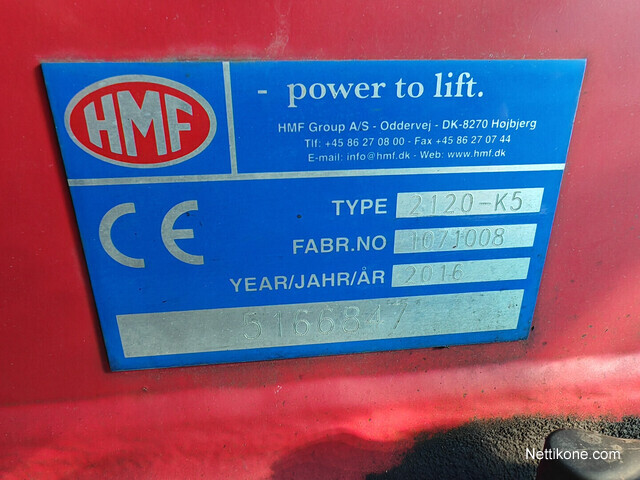 HMF
- power to lift.
HMF Group A/S - Oddervej - DK-8270 Højbjerg
Tlf: +45 86 27 08 00 - Fax +45 86 27 07 44
E-mail: info@hmf.dk - Web: www.hmf.dk
CE
TYPE 2120-K5
FABR.NO 1071008
YEAR/JAHR/ÅR 2016
5166847
Nettikone.com